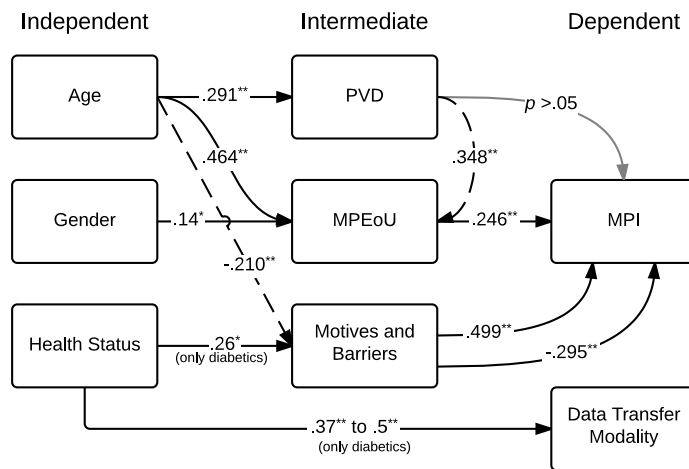 Independent Intermediate Dependent
Age .291** PVD p >.05
.464** .348**
Gender .14* MPEoU .246** MPI
-.210**
Health Status .26* Motives and Barriers .499**
(only diabetics) -.295**
.37** to .5** Data Transfer
(only diabetics) Modality